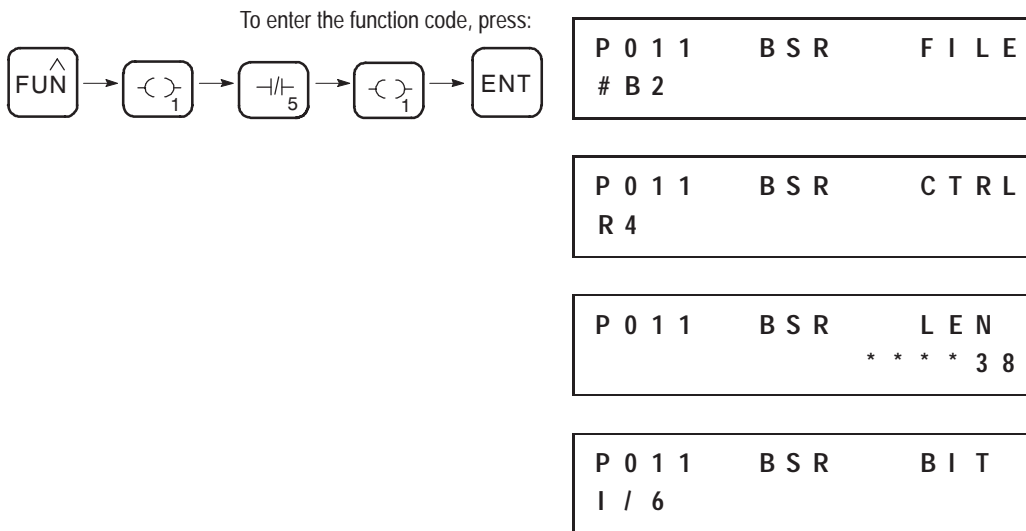 To enter the function code, press:
FUN → -( )- 1 → -|/|- 5 → -( )- 1 → ENT
P011 BSR FILE
#B2
P011 BSR CTRL
R4
P011 BSR LEN
****38
P011 BSR BIT
I/6